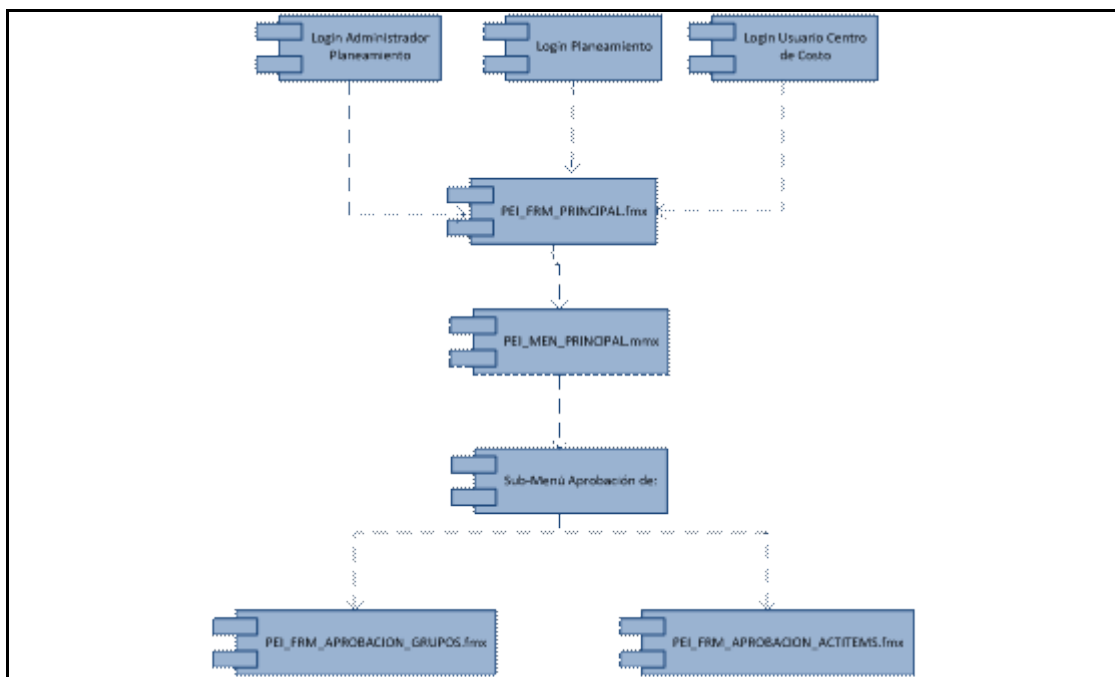 Login Administrador
Planeamiento
Login Planeamiento
Login Usuario Centro
de Costo
PEI_FRM_PRINCIPAL.fmx
PEI_MEN_PRINCIPAL.mmx
Sub-Menú Aprobación de:
PEI_FRM_APROBACION_GRUPOS.fmx
PEI_FRM_APROBACION_ACTITEMS.fmx